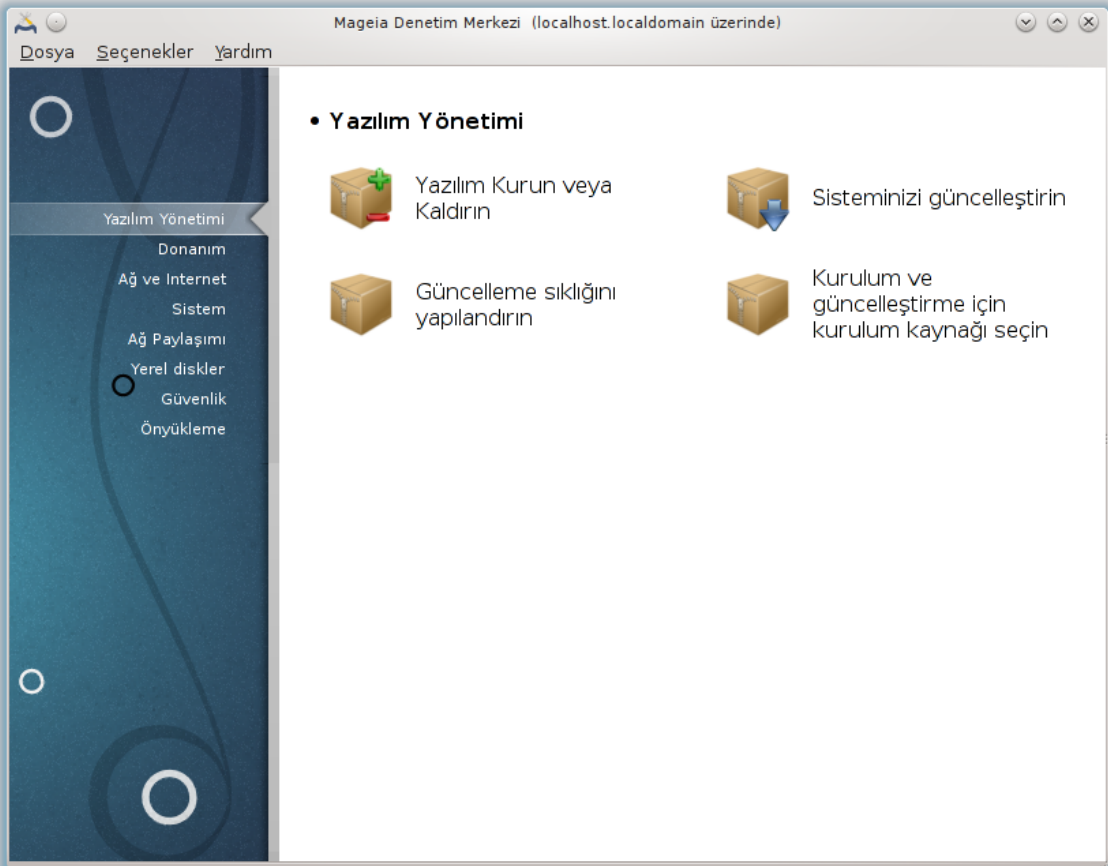 Mageia Denetim Merkezi (localhost.localdomain üzerinde)
Dosya Seçenekler Yardım
Yazılım Yönetimi
Donanım
Ağ ve Internet
Sistem
Ağ Paylaşımı
Yerel diskler
Güvenlik
Önyükleme
• Yazılım Yönetimi
Yazılım Kurun veya
Kaldırın
Sisteminizi güncelleştirin
Güncelleme sıklığını
yapılandırın
Kurulum ve
güncelleştirme için
kurulum kaynağı seçin